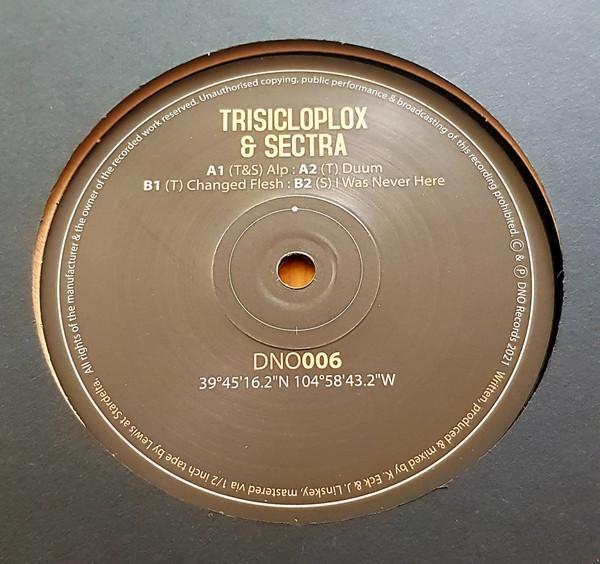 TRISICLOPLOX
& SECTRA
A1 (T&S) Alp : A2 (T) Duum
B1 (T) Changed Flesh : B2 (S) I Was Never Here
DNO006
39°45'16.2"N 104°58'43.2"W
All rights of the manufacturer & the owner of the recorded work reserved. Unauthorised copying, public performance & broadcasting of this recording prohibited. Ⓒ & Ⓟ DNO Records 2021
Written, produced & mixed by K. Eck & J. Linskey, mastered via 1/2 inch tape by Lewis at Stardelta.